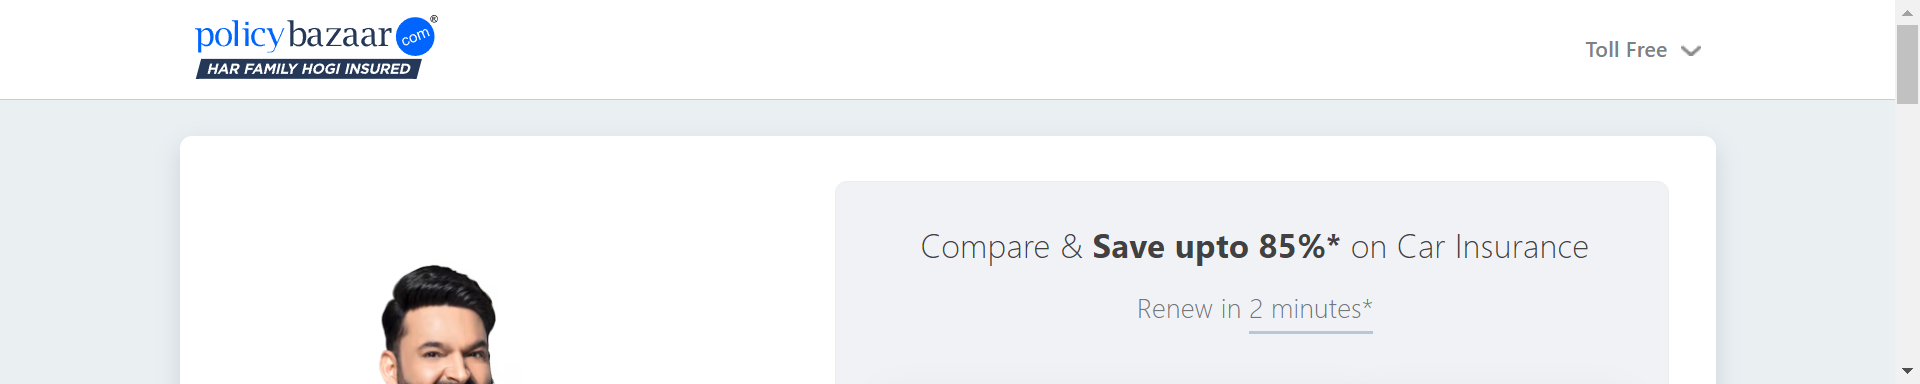 policybazaar.com®
HAR FAMILY HOGI INSURED
Toll Free
Compare & Save upto 85%* on Car Insurance
Renew in 2 minutes*